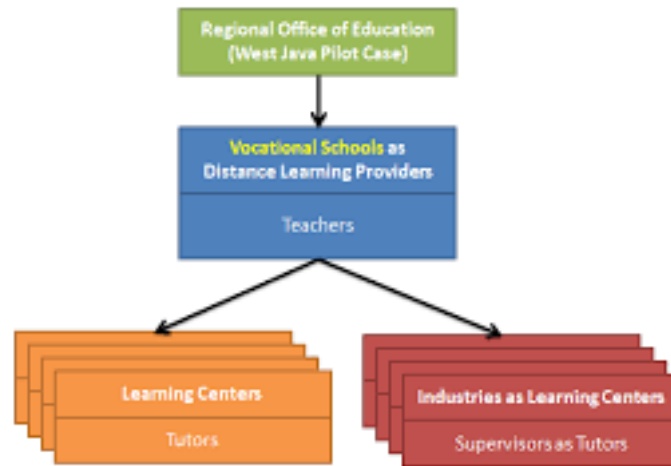 Regional Office of Education
(West Java Pilot Case)
Vocational Schools as
Distance Learning Providers
Teachers
Learning Centers
Tutors
Industries as Learning Centers
Supervisors as Tutors